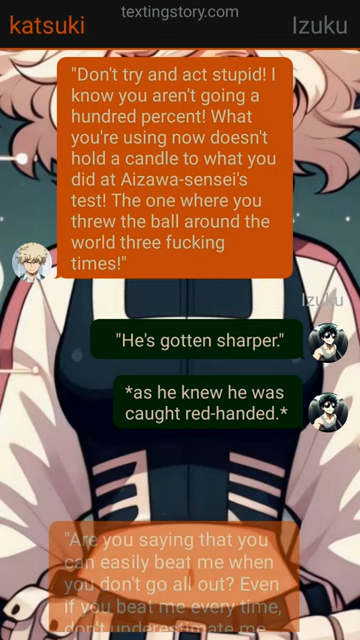 textingstory.com
katsuki Izuku
"Don't try and act stupid! I
know you aren't going a
hundred percent! What
you're using now doesn't
hold a candle to what you
did at Aizawa-sensei's
test! The one where you
threw the ball around the
world three fucking
times!"
Izuku
"He's gotten sharper."
*as he knew he was
caught red-handed.*
"Are you saying that you
can easily beat me when
you don't go all out? Even
if you beat me every time,
don't underestimate me